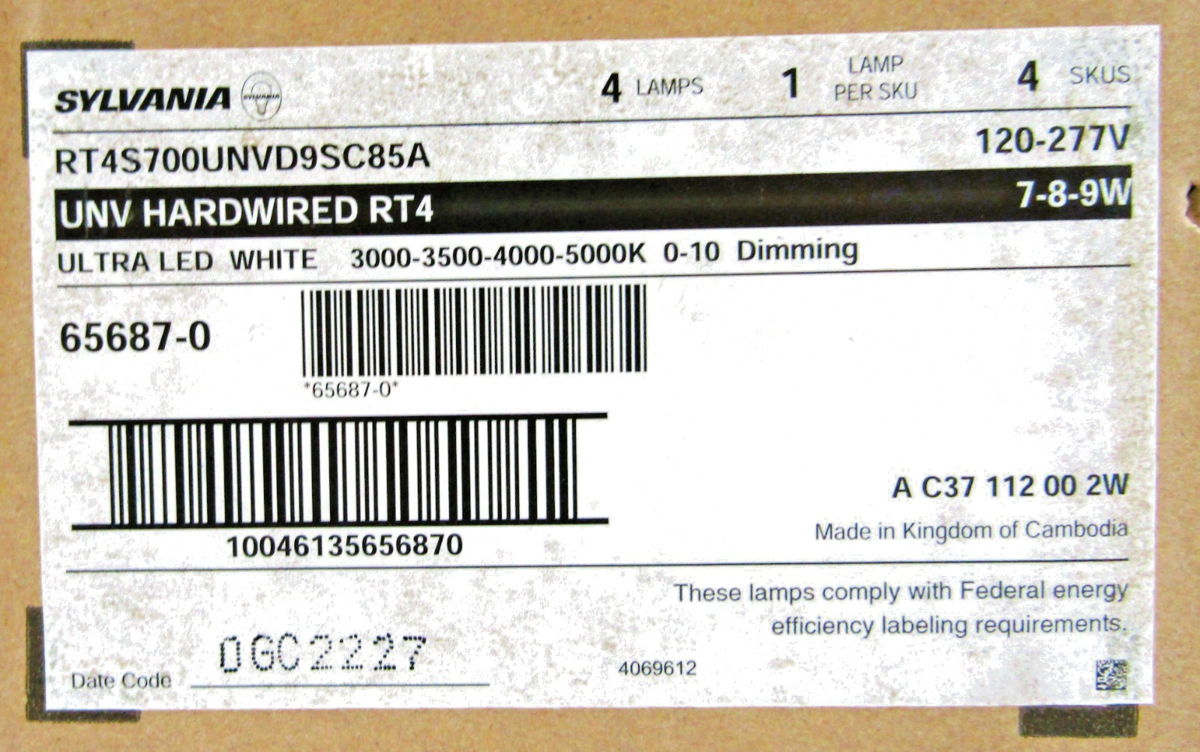 SYLVANIA SYLVANIA 4 LAMPS 1 LAMP PER SKU 4 SKUS
RT4S700UNVD9SC85A 120-277V
UNV HARDWIRED RT4 7-8-9W
ULTRA LED WHITE 3000-3500-4000-5000K 0-10 Dimming
65687-0
*65687-0*
A C37 112 00 2W
Made in Kingdom of Cambodia
10046135656870
These lamps comply with Federal energy
efficiency labeling requirements.
Date Code 0GC2227 4069612